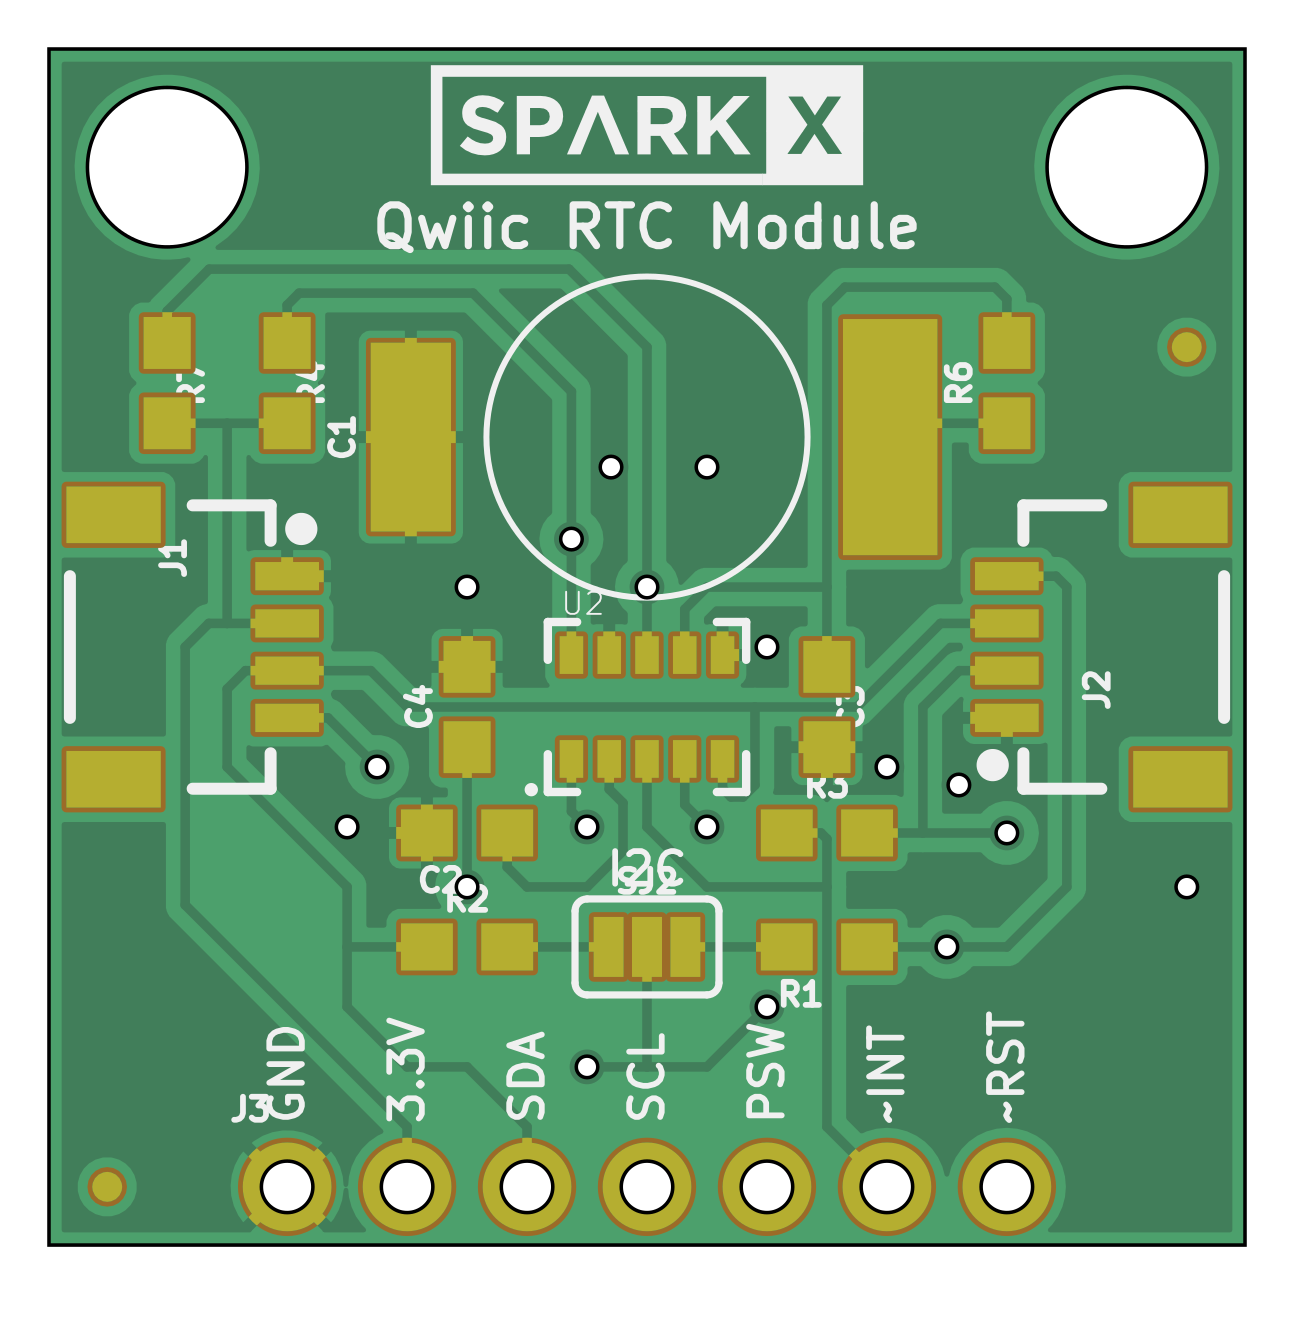 SPARK X
Qwiic RTC Module
R7
R4
C1
R6
J1
U2
C4
C3
J2
R3
I2C
C2
R2
R1
J3
GND
3.3V
SDA
SCL
PSW
~INT
~RST